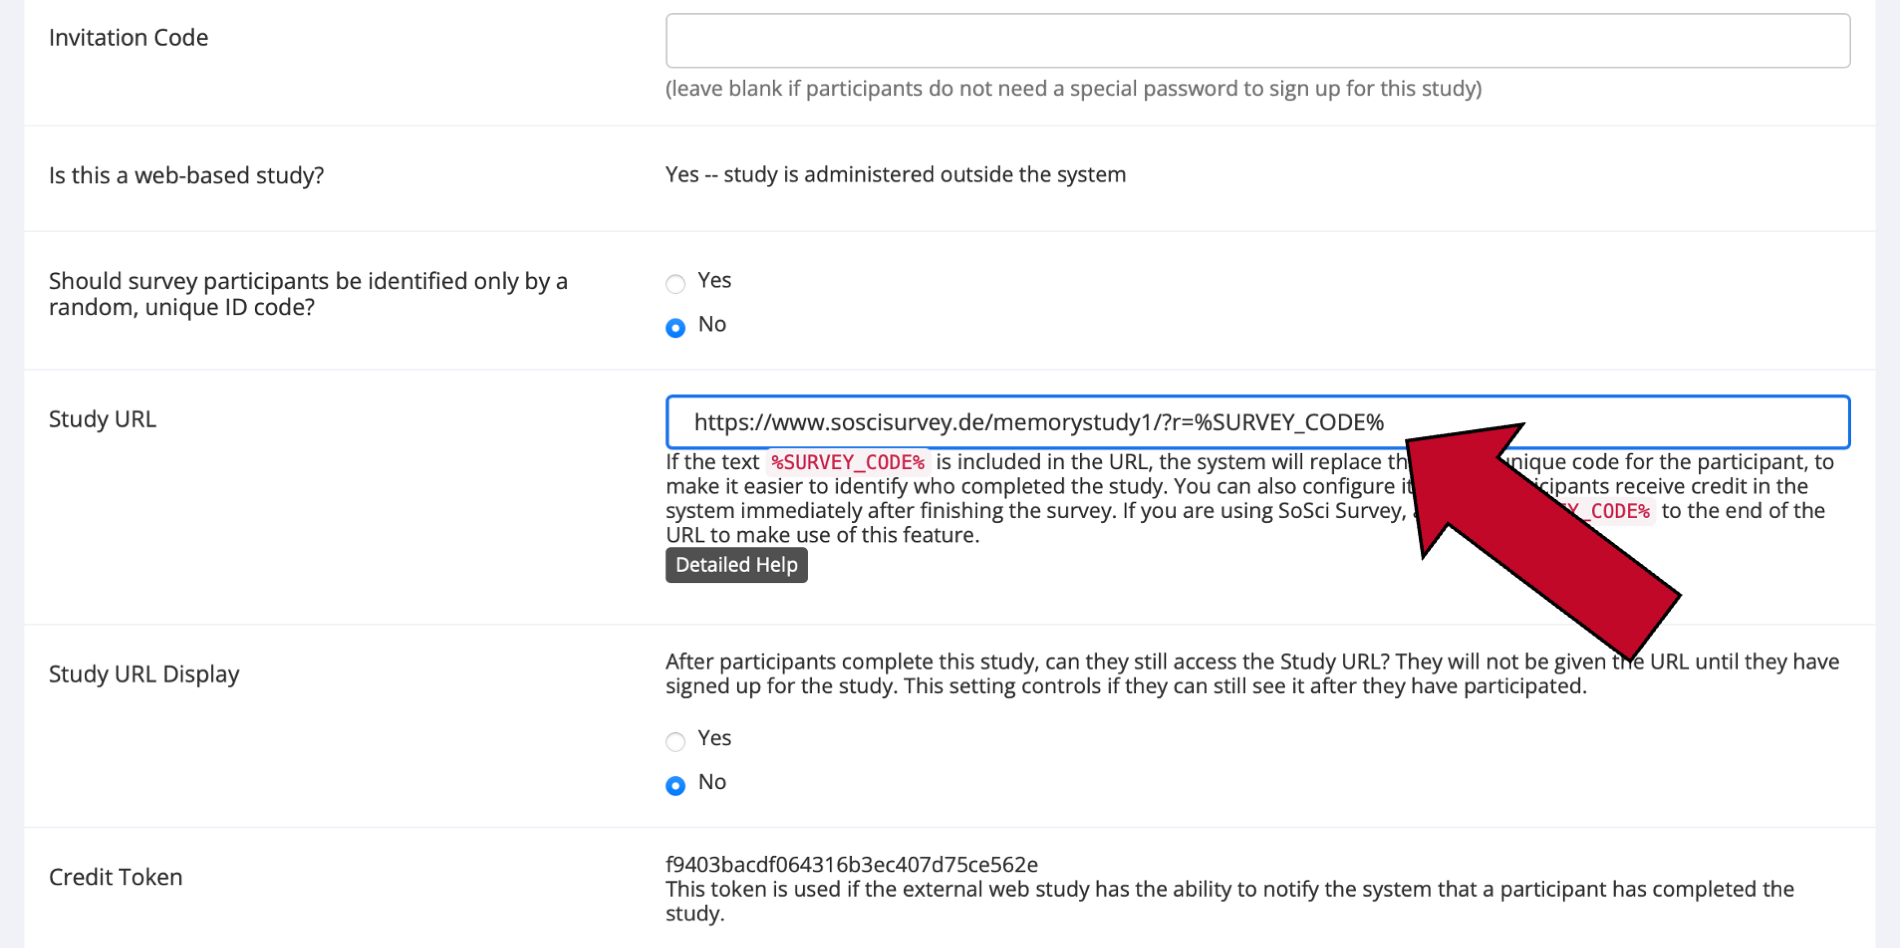 Invitation Code
(leave blank if participants do not need a special password to sign up for this study)
Is this a web-based study?
Yes -- study is administered outside the system
Should survey participants be identified only by a
random, unique ID code?
Yes
No
Study URL
https://www.soscisurvey.de/memorystudy1/?r=%SURVEY_CODE%
If the text %SURVEY_CODE% is included in the URL, the system will replace unique code for the participant, to
make it easier to identify who completed the study. You can also configure participants receive credit in the
system immediately after finishing the survey. If you are using SoSci Survey, to the end of the
URL to make use of this feature.
Detailed Help
Study URL Display
After participants complete this study, can they still access the Study URL? They will not be given the URL until they have
signed up for the study. This setting controls if they can still see it after they have participated.
Yes
No
Credit Token
f9403bacdf064316b3ec407d75ce562e
This token is used if the external web study has the ability to notify the system that a participant has completed the
study.